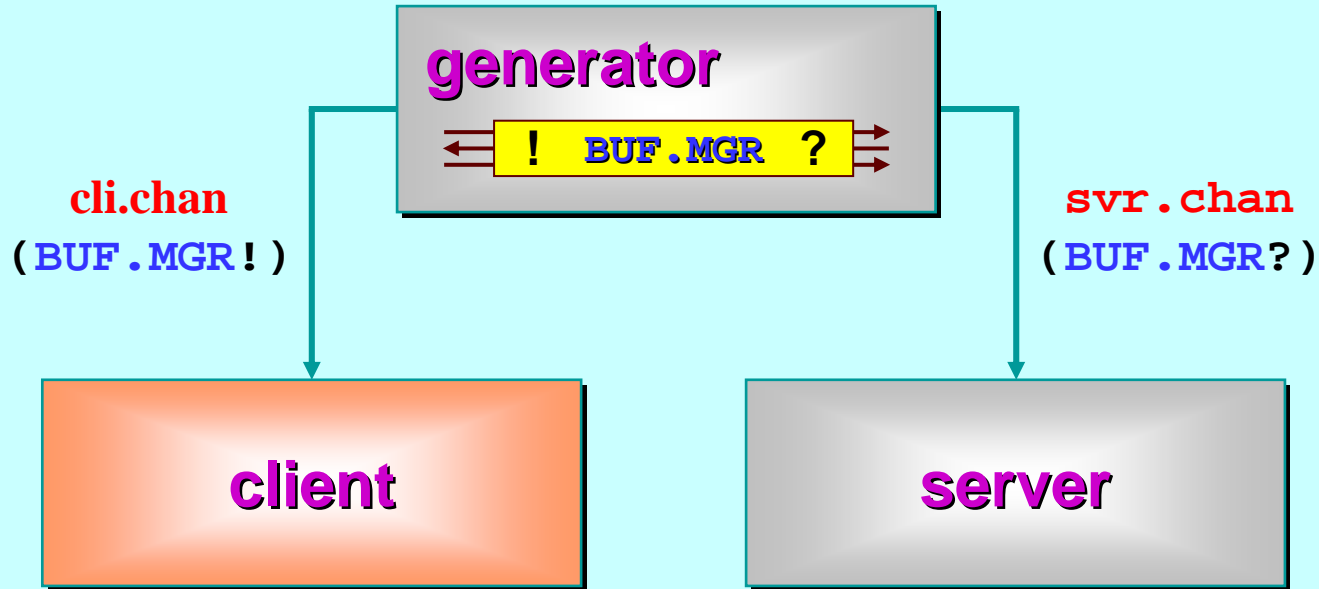 generator
! BUF.MGR ?
cli.chan
(BUF.MGR!)
svr.chan
(BUF.MGR?)
client
server